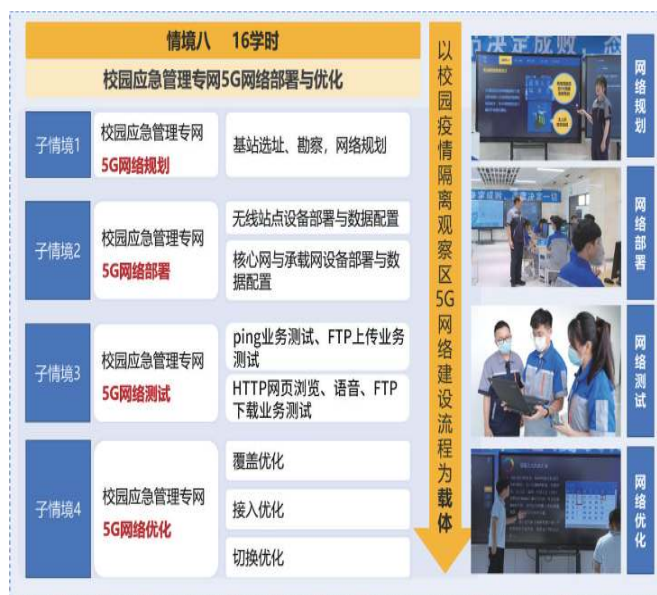 情境八 16学时
校园应急管理专网5G网络部署与优化
子情境1
校园应急管理专网
5G网络规划
基站选址、勘察，网络规划
子情境2
校园应急管理专网
5G网络部署
无线站点设备部署与数据配置
核心网与承载网设备部署与数
据配置
子情境3
校园应急管理专网
5G网络测试
ping业务测试、FTP上传业务
测试
HTTP网页浏览、语音、FTP
下载业务测试
子情境4
校园应急管理专网
5G网络优化
覆盖优化
接入优化
切换优化
以校园疫情隔离观察区5G网络建设流程为载体
决定成败
网络规划
网络部署
网络测试
网络优化